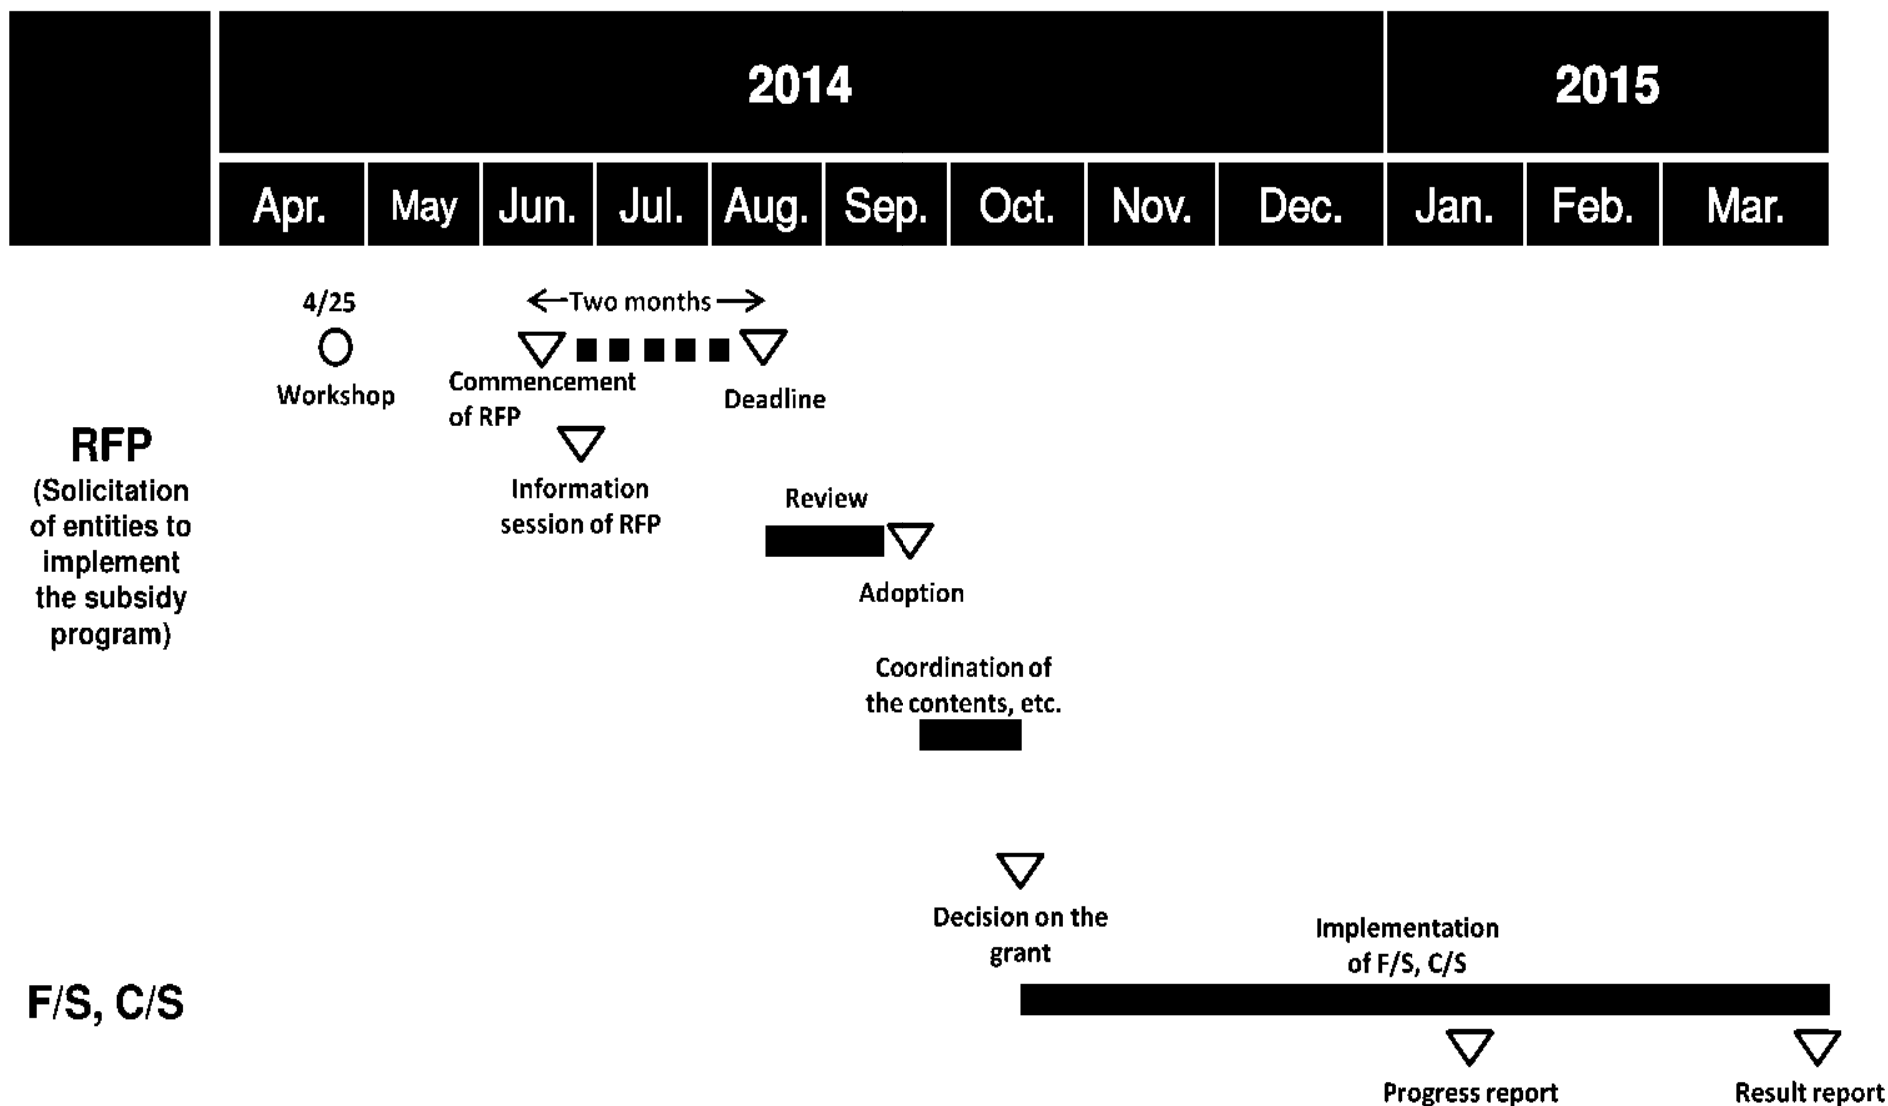 2014
2015
Apr.
May
Jun.
Jul.
Aug.
Sep.
Oct.
Nov.
Dec.
Jan.
Feb.
Mar.
4/25
Workshop
Two months
Commencement
of RFP
Deadline
Information
session of RFP
RFP
(Solicitation
of entities to
implement
the subsidy
program)
Review
Adoption
Coordination of
the contents, etc.
Decision on the
grant
F/S, C/S
Implementation
of F/S, C/S
Progress report
Result report